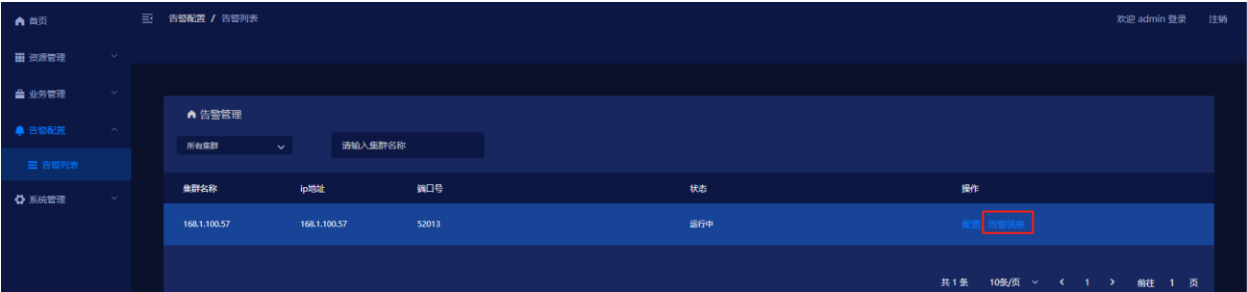 首页
告警配置 / 告警列表
欢迎 admin 登录 注销
资源管理
业务管理
告警配置
告警列表
系统管理
告警管理
所有集群
请输入集群名称
集群名称 ip地址 端口号 状态 操作
168.1.100.57 168.1.100.57 52013 运行中 配置 告警信息
共 1 条 10条/页 < 1 > 前往 1 页